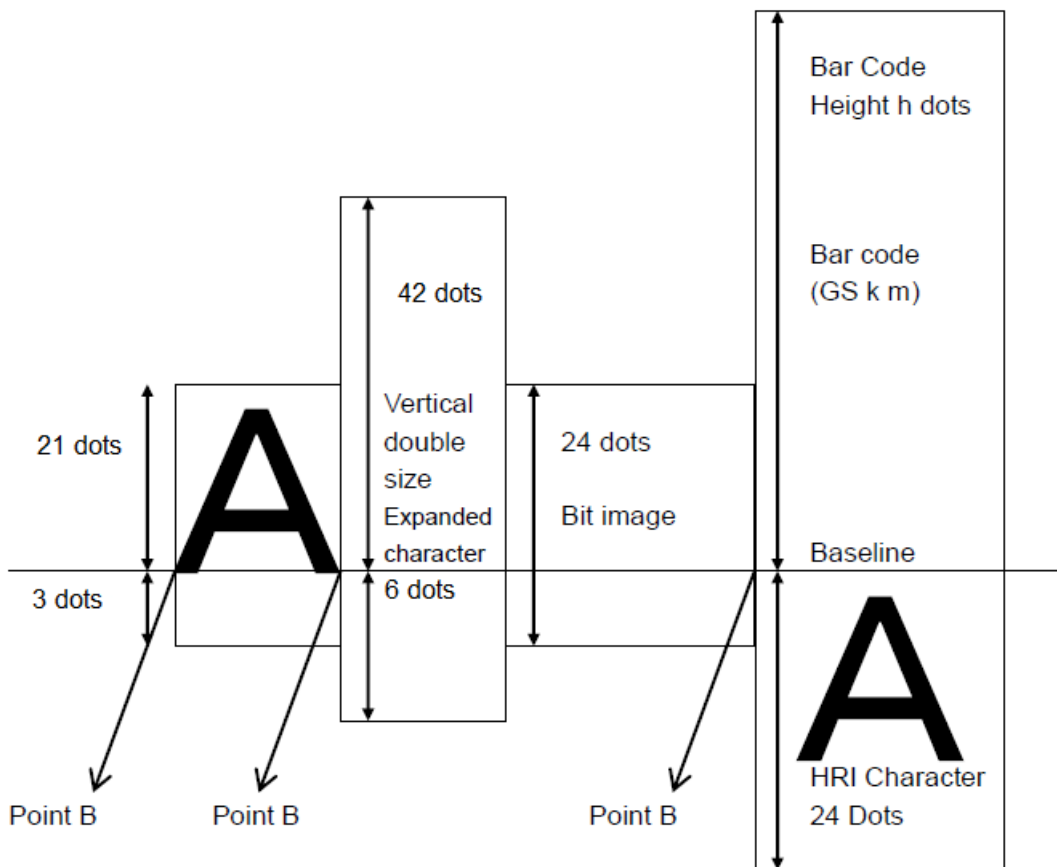 Bar Code
Height h dots
Bar code
(GS k m)
42 dots
21 dots
A
Vertical
double
size
Expanded
character
24 dots
Bit image
Baseline
3 dots
6 dots
A
HRI Character
24 Dots
Point B
Point B
Point B